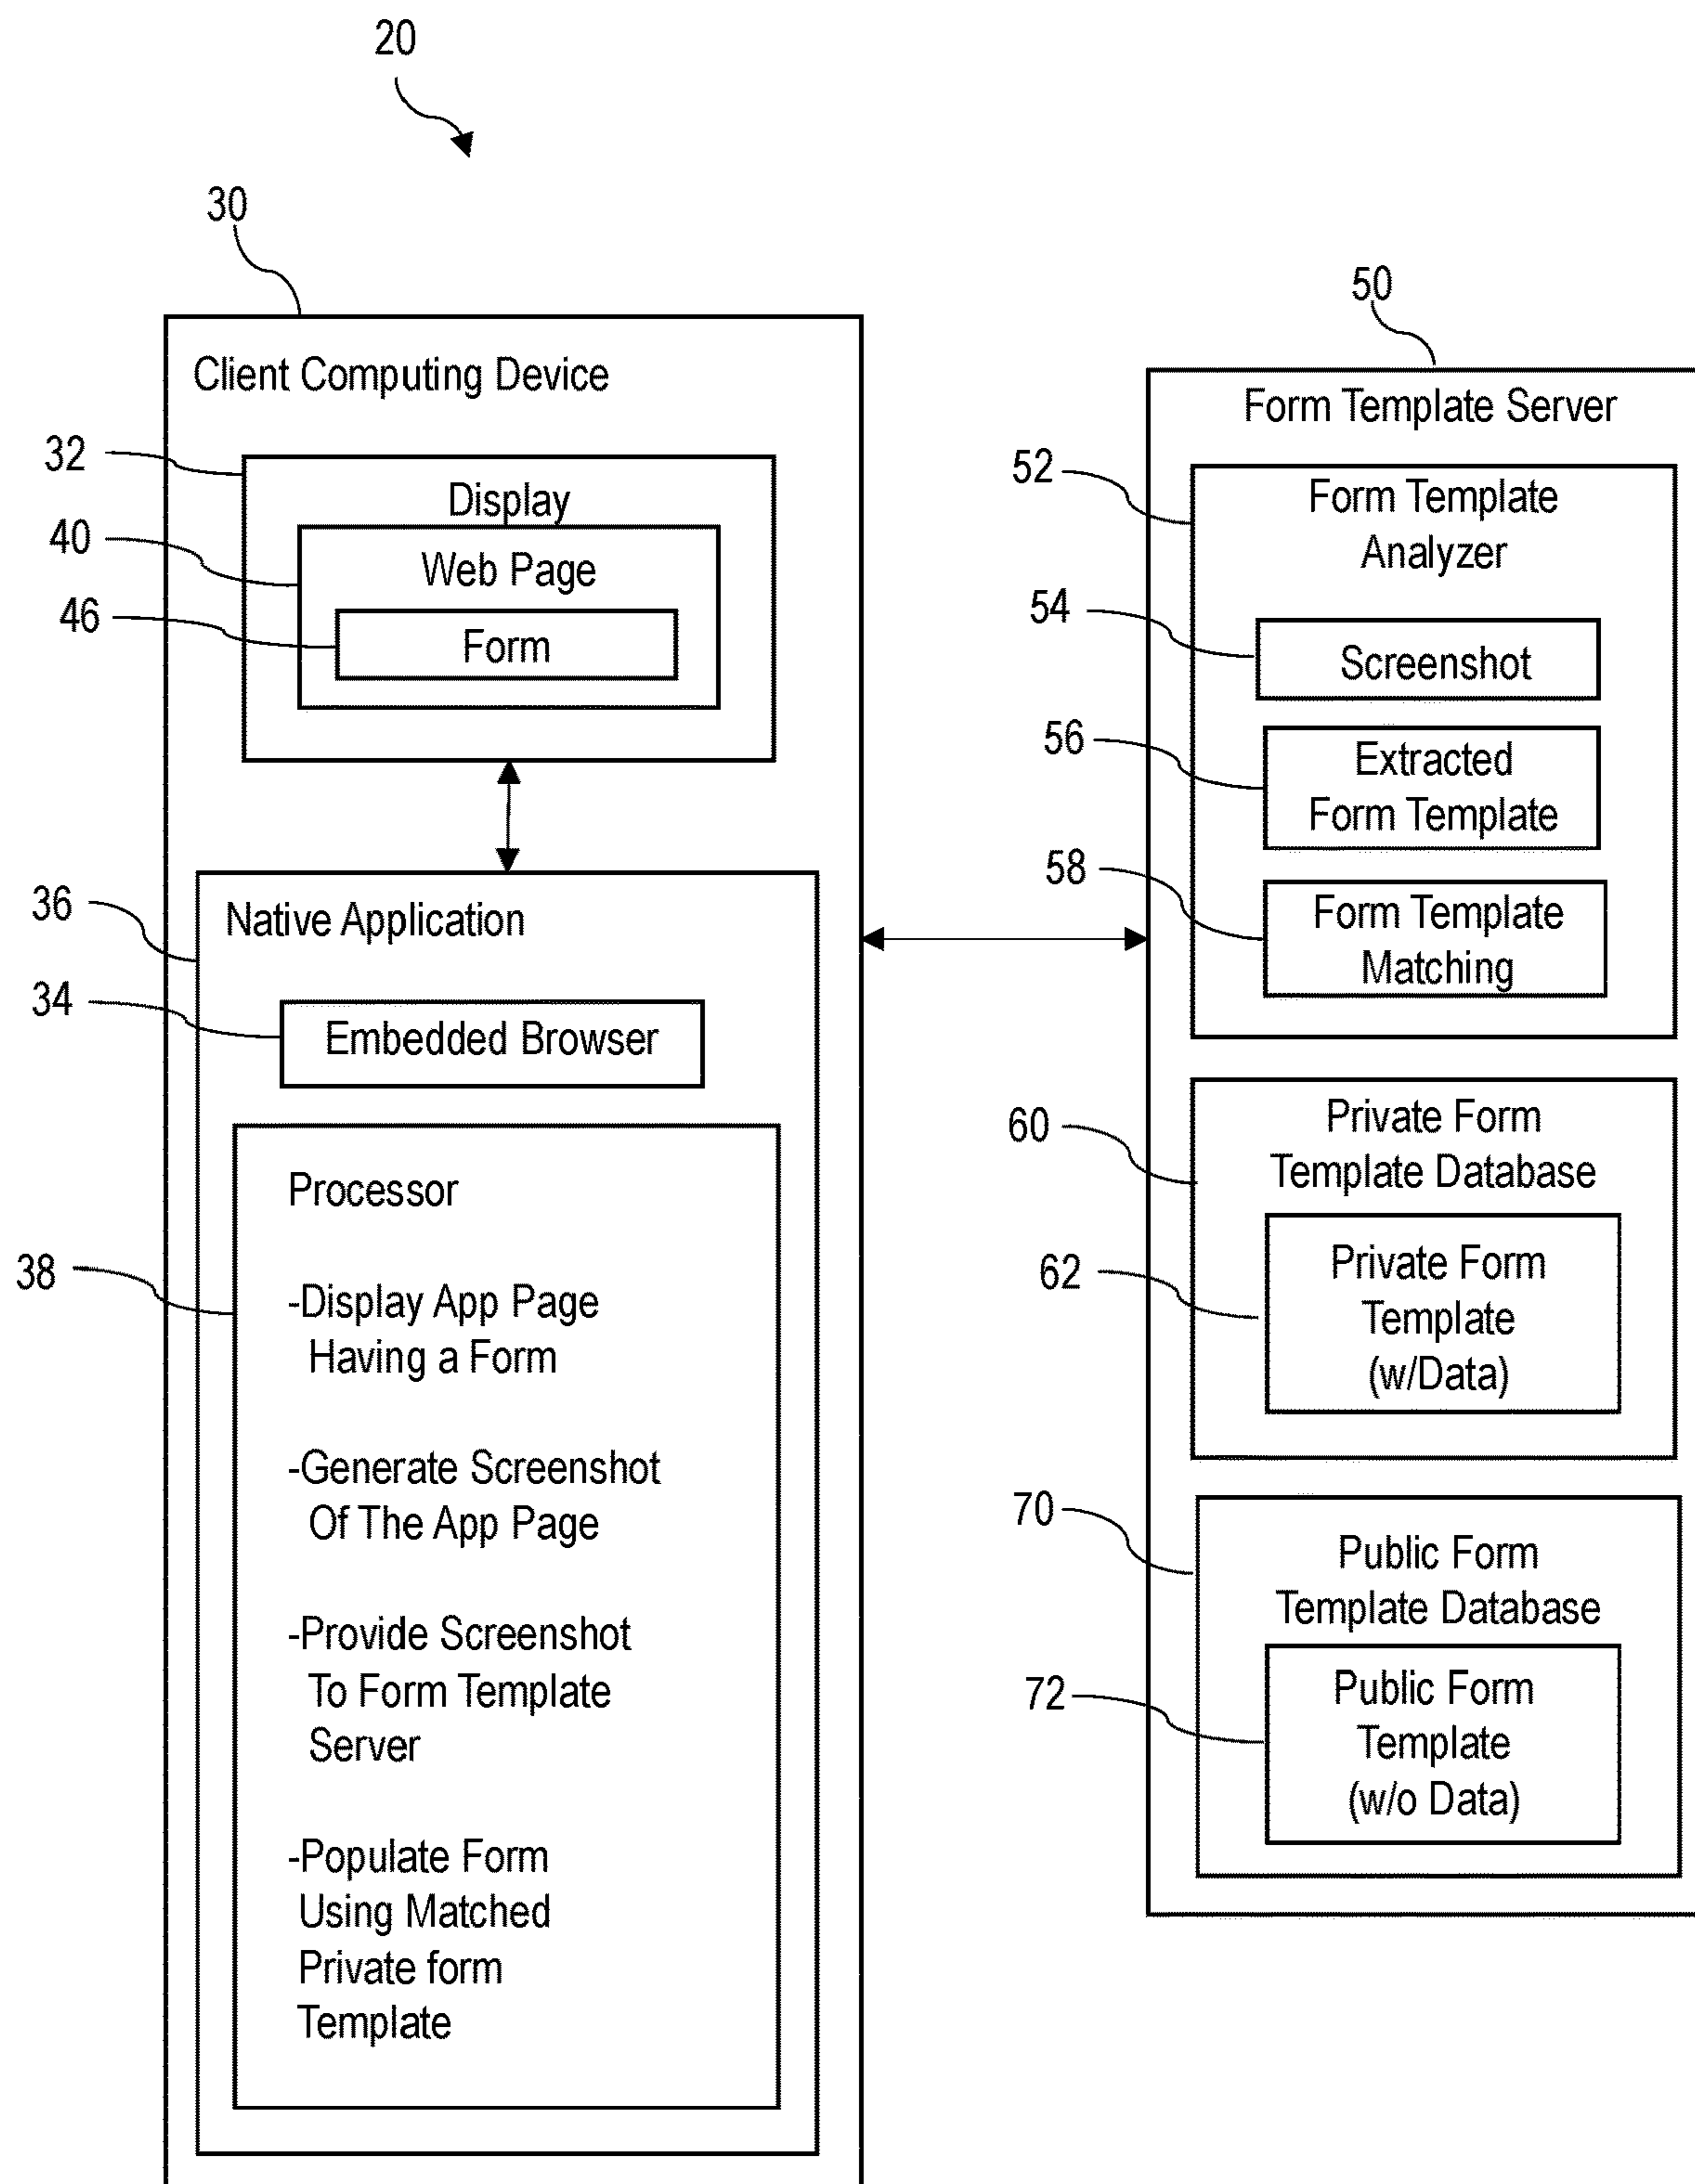 20
30
Client Computing Device
32
Display
40
Web Page
46
Form
36
Native Application
34
Embedded Browser
38
Processor
-Display App Page
Having a Form
-Generate Screenshot
Of The App Page
-Provide Screenshot
To Form Template
Server
-Populate Form
Using Matched
Private form
Template
50
Form Template Server
52
Form Template
Analyzer
54
Screenshot
56
Extracted
Form Template
58
Form Template
Matching
60
Private Form
Template Database
62
Private Form
Template
(w/Data)
70
Public Form
Template Database
72
Public Form
Template
(w/o Data)